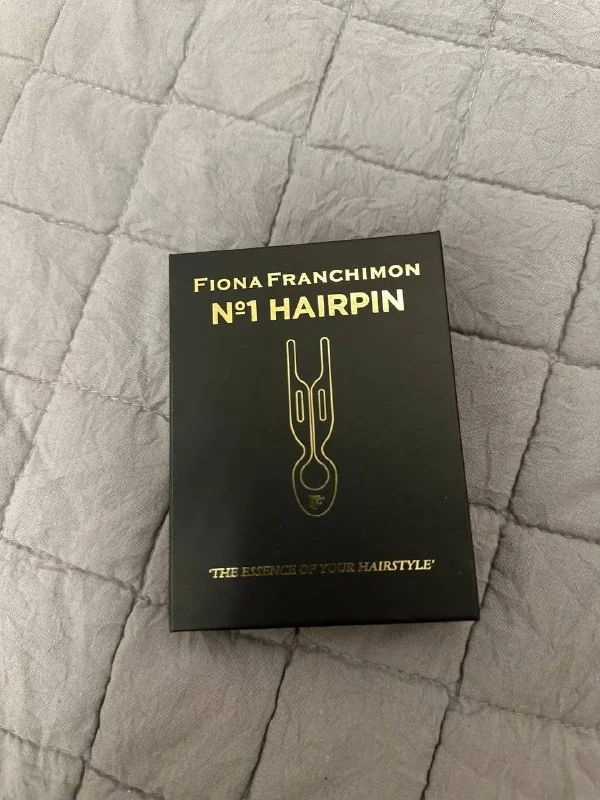 FIONA FRANCHIMON
Nº1 HAIRPIN
'THE ESSENCE OF YOUR HAIRSTYLE'